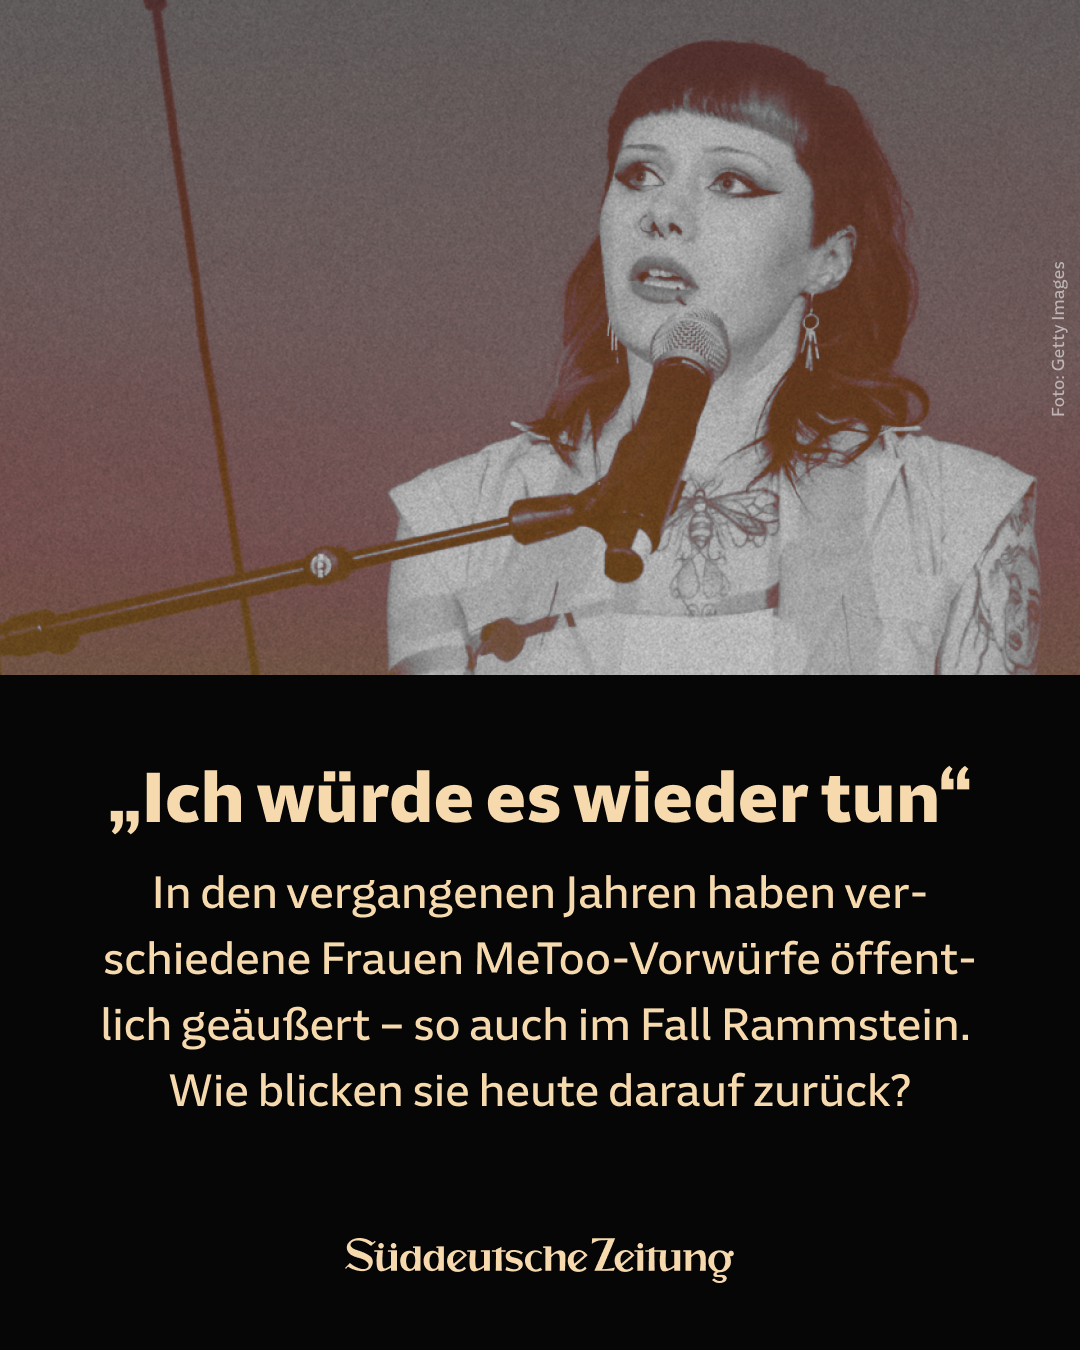 Foto: Getty Images
„Ich würde es wieder tun“
In den vergangenen Jahren haben ver-
schiedene Frauen MeToo-Vorwürfe öffent-
lich geäußert – so auch im Fall Rammstein.
Wie blicken sie heute darauf zurück?
Süddeutsche Zeitung